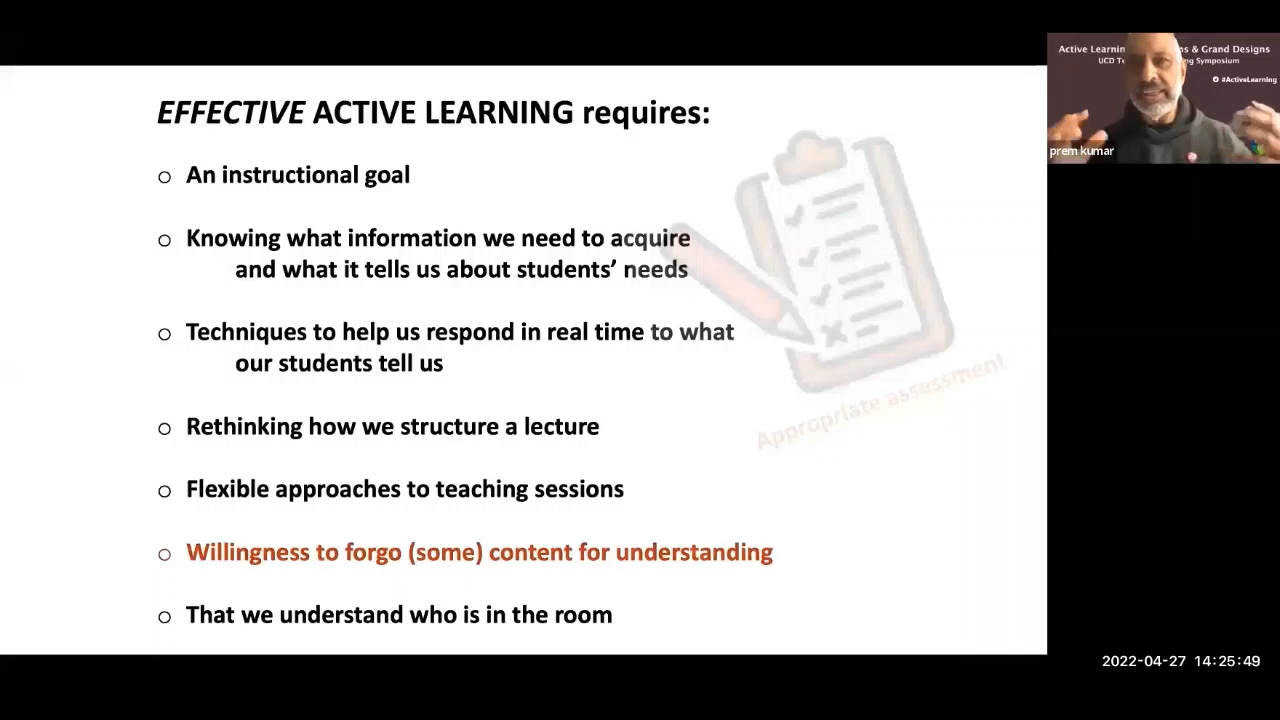 EFFECTIVE ACTIVE LEARNING requires:
o An instructional goal
o Knowing what information we need to acquire
and what it tells us about students’ needs
o Techniques to help us respond in real time to what
our students tell us
o Rethinking how we structure a lecture
o Flexible approaches to teaching sessions
o Willingness to forgo (some) content for understanding
o That we understand who is in the room
Appropriate assessment
Active & Grand Designs
UCD Symposium
#ActiveLearning
prem kumar
2022-04-27 14:25:49